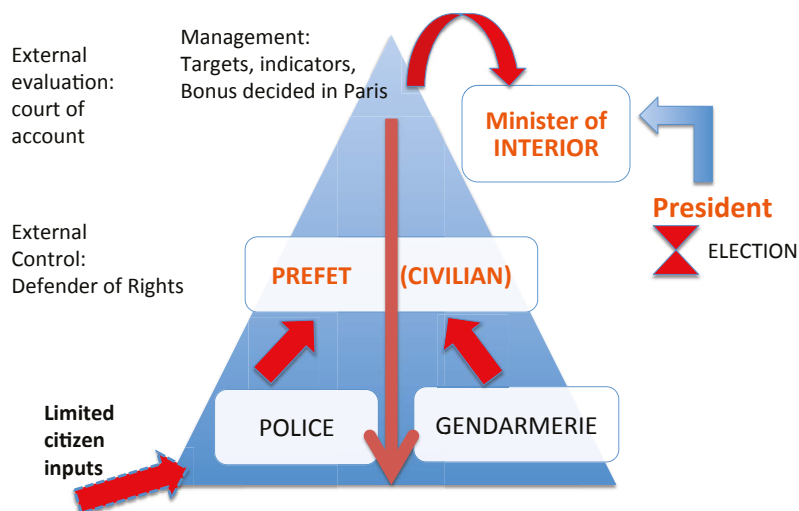 Management:
Targets, indicators,
Bonus decided in Paris
External
evaluation:
court of
account
Minister of
INTERIOR
President
ELECTION
External
Control:
Defender of Rights
PREFET (CIVILIAN)
Limited
citizen
inputs
POLICE
GENDARMERIE